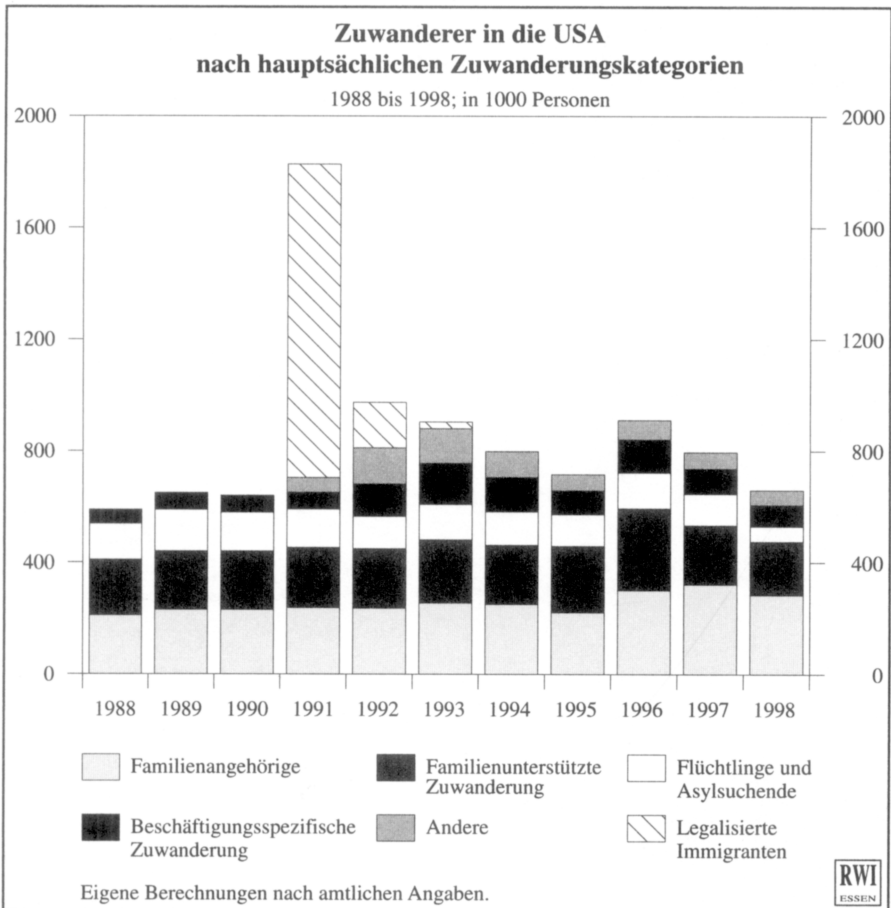 Zuwanderer in die USA
nach hauptsächlichen Zuwanderungskategorien
1988 bis 1998; in 1000 Personen
2000 2000
1600 1600
1200 1200
800 800
400 400
0 0
1988 1989 1990 1991 1992 1993 1994 1995 1996 1997 1998
Familienangehörige
Familienunterstützte
Zuwanderung
Flüchtlinge und
Asylsuchende
Beschäftigungsspezifische
Zuwanderung
Andere
Legalisierte
Immigranten
Eigene Berechnungen nach amtlichen Angaben.
RWI
ESSEN